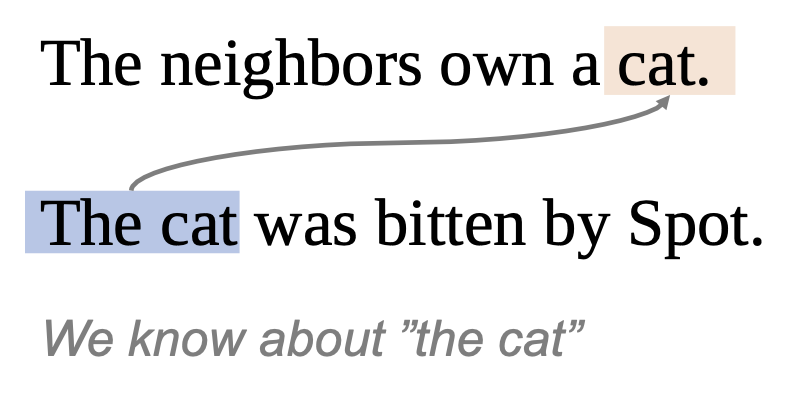 The neighbors own a cat.
The cat was bitten by Spot.
We know about ”the cat”